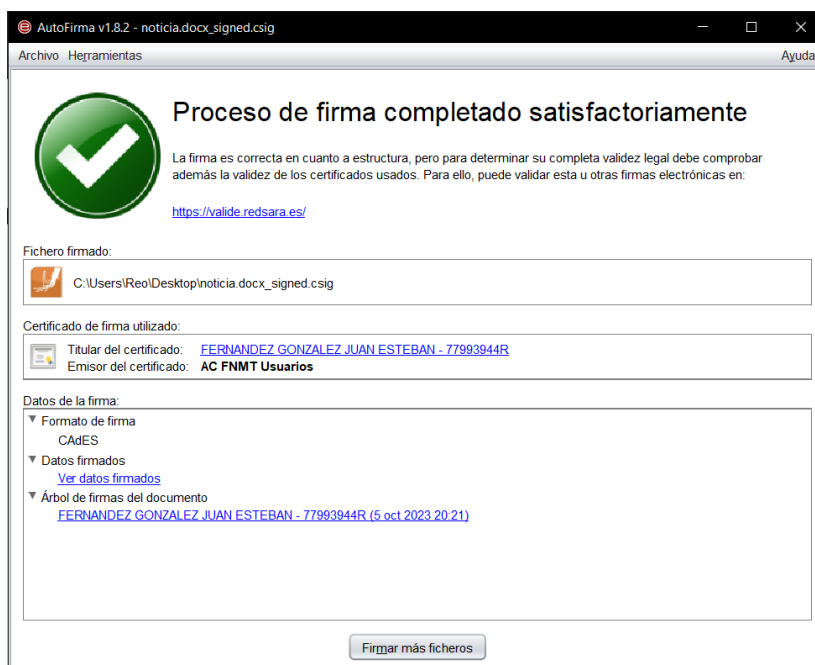 AutoFirma v1.8.2 - noticia.docx_signed.csig
Archivo Herramientas Ayuda
Proceso de firma completado satisfactoriamente
La firma es correcta en cuanto a estructura, pero para determinar su completa validez legal debe comprobar
además la validez de los certificados usados. Para ello, puede validar esta u otras firmas electrónicas en:
https://valide.redsara.es/
Fichero firmado:
C:\Users\Reo\Desktop\noticia.docx_signed.csig
Certificado de firma utilizado:
Titular del certificado: FERNANDEZ GONZALEZ JUAN ESTEBAN - 77993944R
Emisor del certificado: AC FNMT Usuarios
Datos de la firma:
Formato de firma
CAdES
Datos firmados
Ver datos firmados
Árbol de firmas del documento
FERNANDEZ GONZALEZ JUAN ESTEBAN - 77993944R (5 oct 2023 20:21)
Firmar más ficheros